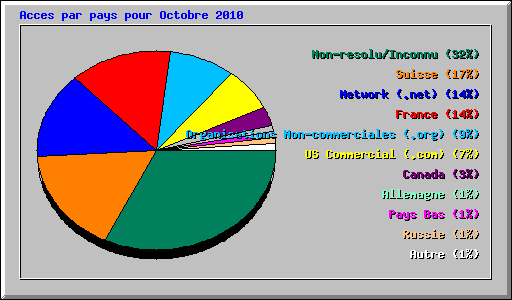 Acces par pays pour Octobre 2010
Non-resolu/Inconnu (32%)
Suisse (17%)
Network (.net) (14%)
France (14%)
Organisations Non-commerciales (.org) (9%)
US Commercial (.com) (7%)
Canada (3%)
Allemagne (1%)
Pays Bas (1%)
Russie (1%)
Autre (1%)